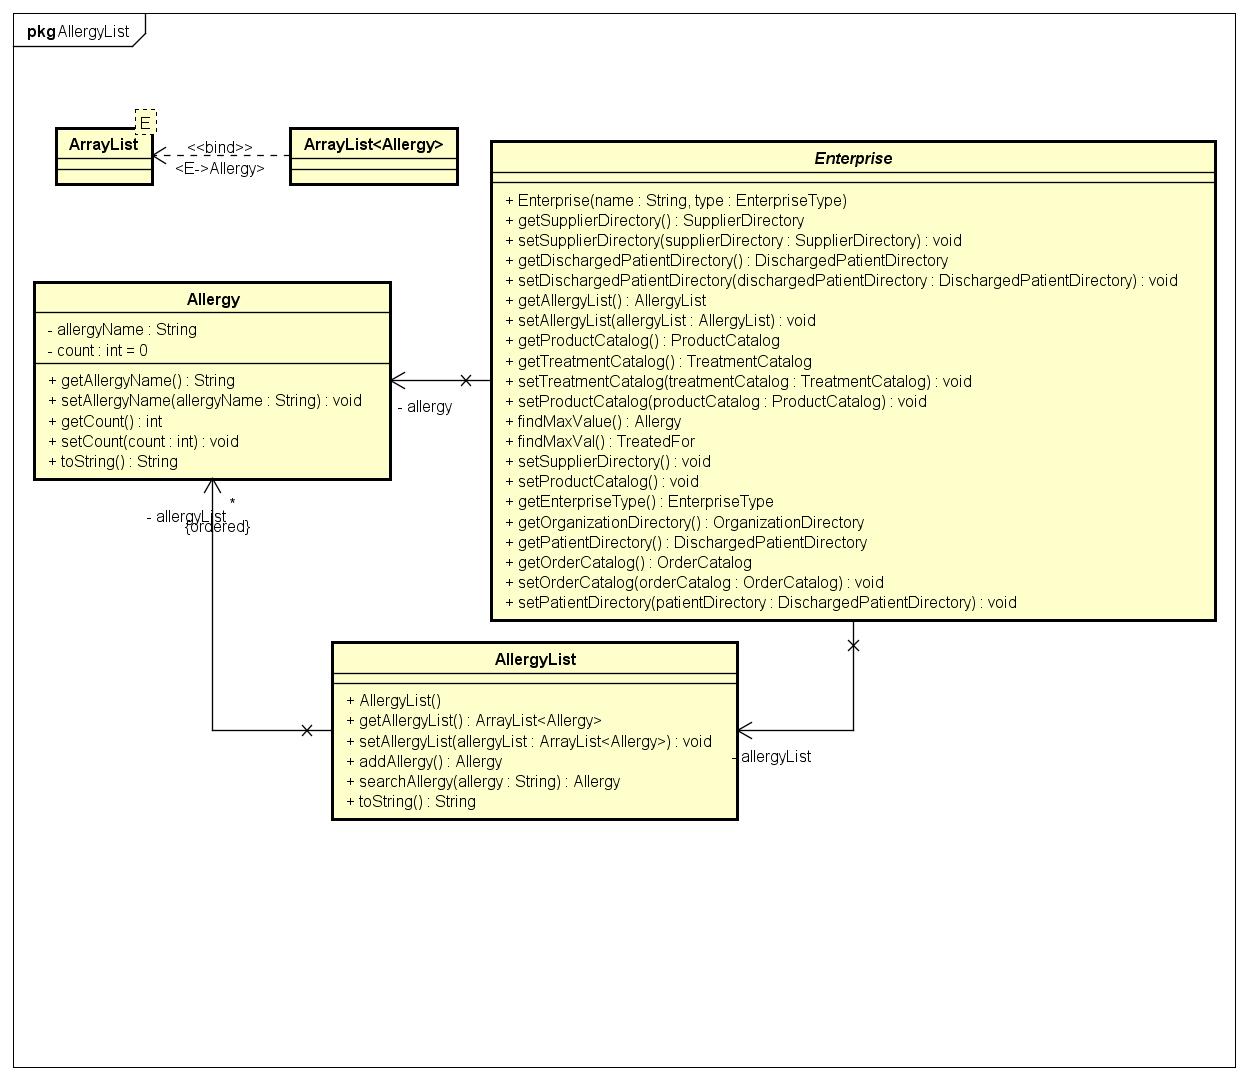 pkg AllergyList
E
ArrayList
<<bind>>
<E->Allergy>
ArrayList<Allergy>
Enterprise
+ Enterprise(name : String, type : EnterpriseType)
+ getSupplierDirectory() : SupplierDirectory
+ setSupplierDirectory(supplierDirectory : SupplierDirectory) : void
+ getDischargedPatientDirectory() : DischargedPatientDirectory
+ setDischargedPatientDirectory(dischargedPatientDirectory : DischargedPatientDirectory) : void
+ getAllergyList() : AllergyList
+ setAllergyList(allergyList : AllergyList) : void
+ getProductCatalog() : ProductCatalog
+ getTreatmentCatalog() : TreatmentCatalog
+ setTreatmentCatalog(treatmentCatalog : TreatmentCatalog) : void
+ setProductCatalog(productCatalog : ProductCatalog) : void
+ findMaxValue() : Allergy
+ findMaxVal() : TreatedFor
+ setSupplierDirectory() : void
+ setProductCatalog() : void
+ getEnterpriseType() : EnterpriseType
+ getOrganizationDirectory() : OrganizationDirectory
+ getPatientDirectory() : DischargedPatientDirectory
+ getOrderCatalog() : OrderCatalog
+ setOrderCatalog(orderCatalog : OrderCatalog) : void
+ setPatientDirectory(patientDirectory : DischargedPatientDirectory) : void
Allergy
- allergyName : String
- count : int = 0
+ getAllergyName() : String
+ setAllergyName(allergyName : String) : void
+ getCount() : int
+ setCount(count : int) : void
+ toString() : String
- allergy
*
- allergyList
{ordered}
AllergyList
+ AllergyList()
+ getAllergyList() : ArrayList<Allergy>
+ setAllergyList(allergyList : ArrayList<Allergy>) : void
+ addAllergy() : Allergy
+ searchAllergy(allergy : String) : Allergy
+ toString() : String
- allergyList